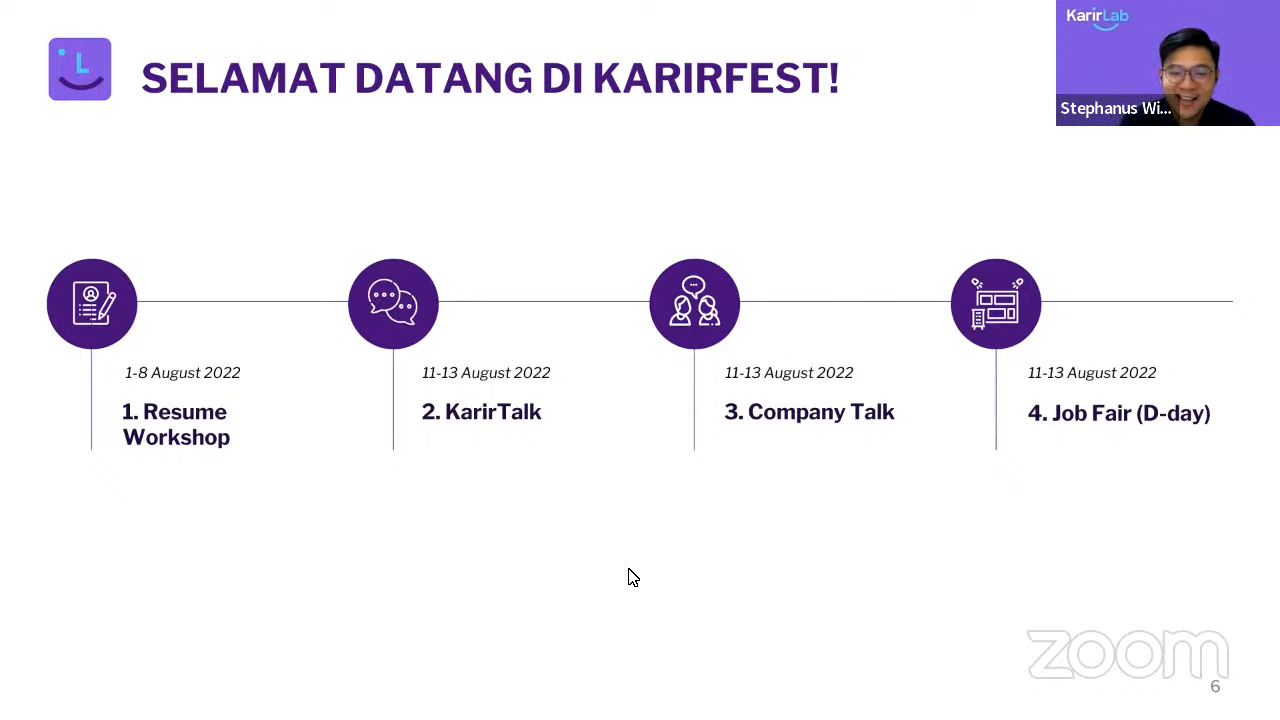 L
SELAMAT DATANG DI KARIRFEST!
KarirLab
Stephanus Wi...
1-8 August 2022
1. Resume
Workshop
11-13 August 2022
2. KarirTalk
11-13 August 2022
3. Company Talk
11-13 August 2022
4. Job Fair (D-day)
zoom
6